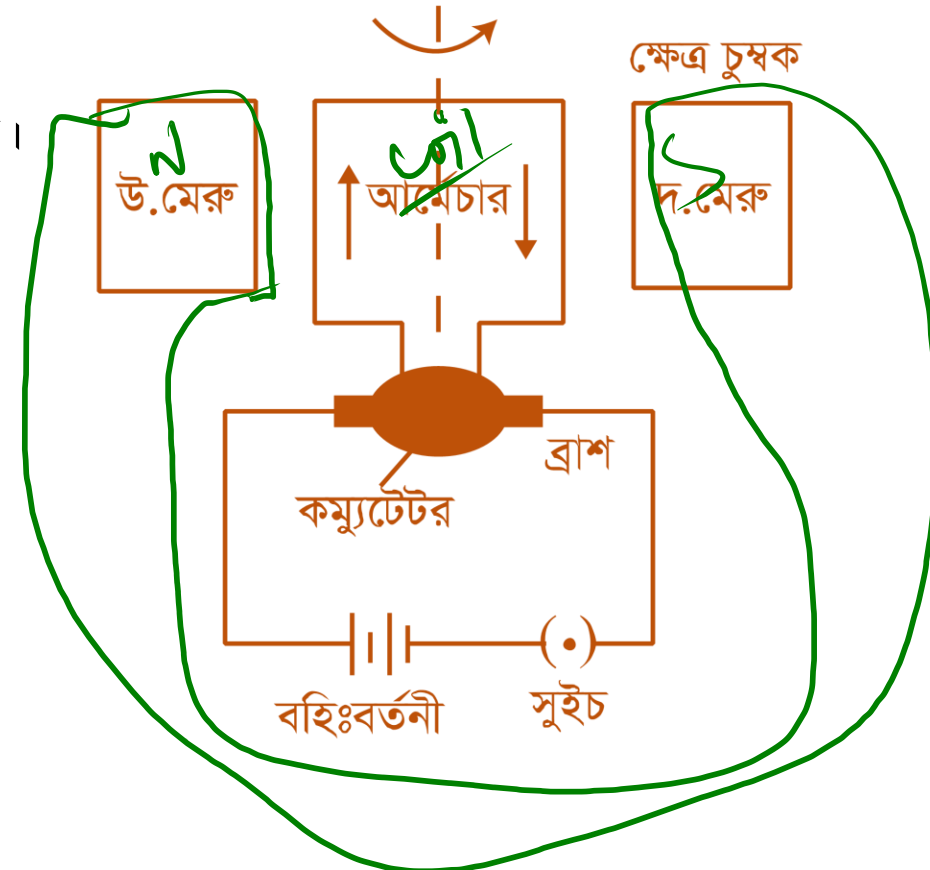 ক্ষেত্র চুম্বক
উ.মেরু
আর্মেচার
দ.মেরু
ব্রাশ
কম্যুটেটর
বহিঃবর্তনী
সুইচ